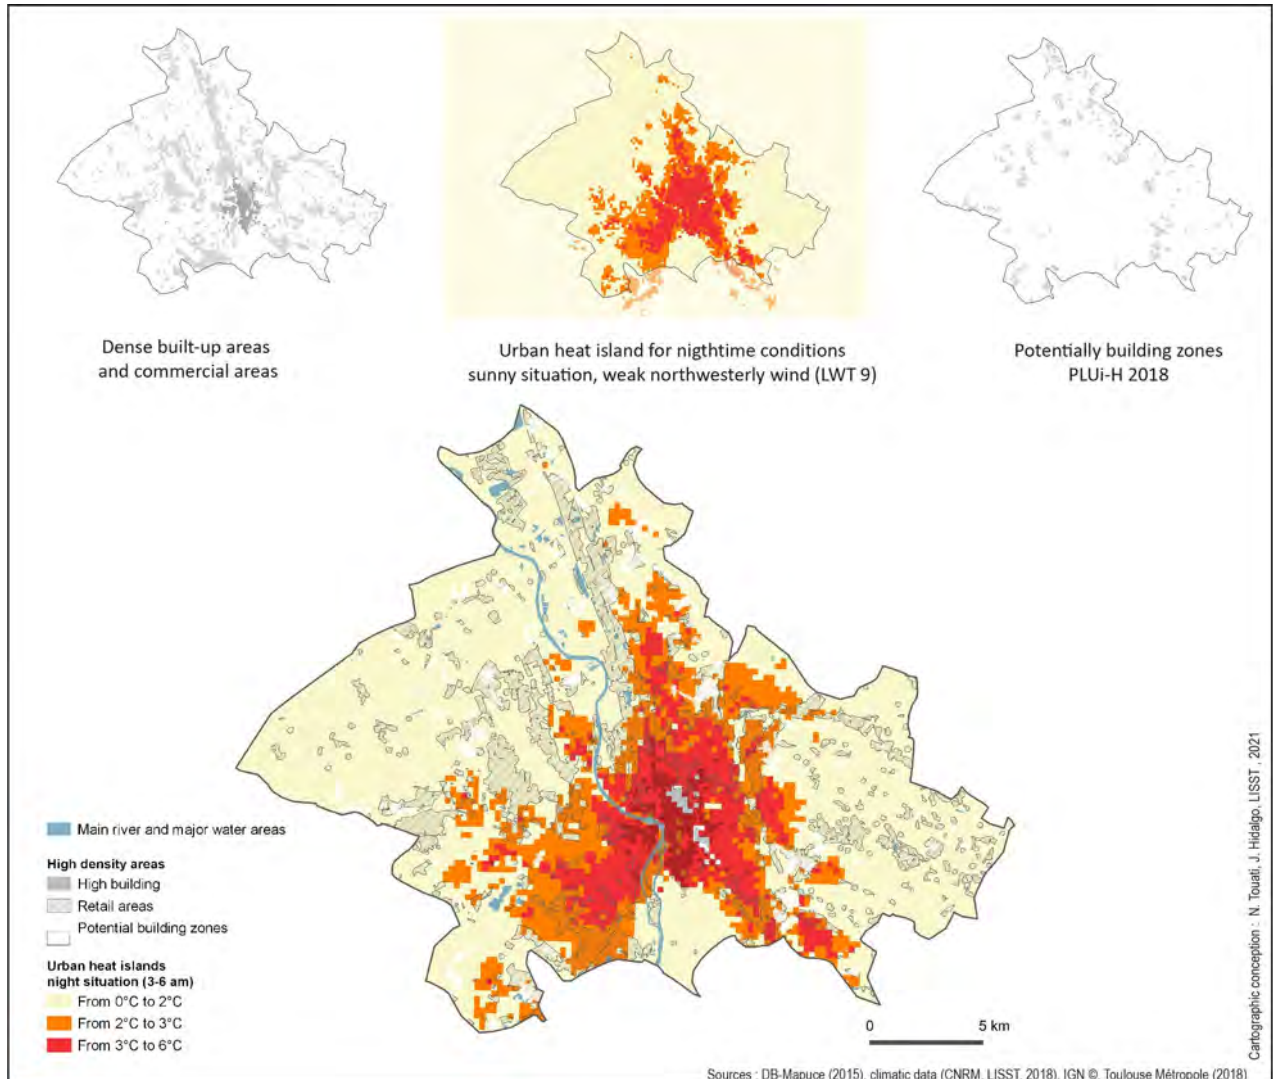 Dense built-up areas
and commercial areas
Urban heat island for nigthtime conditions
sunny situation, weak northwesterly wind (LWT 9)
Potentially building zones
PLUi-H 2018
Main river and major water areas
High density areas
High building
Retail areas
Potential building zones
Urban heat islands
night situation (3-6 am)
From 0°C to 2°C
From 2°C to 3°C
From 3°C to 6°C
0 5 km
Cartographic conception : N. Touati, J. Hidalgo, LISST , 2021
Sources : DB-Mapuce (2015), climatic data (CNRM, LISST, 2018), IGN ©, Toulouse Métropole (2018)